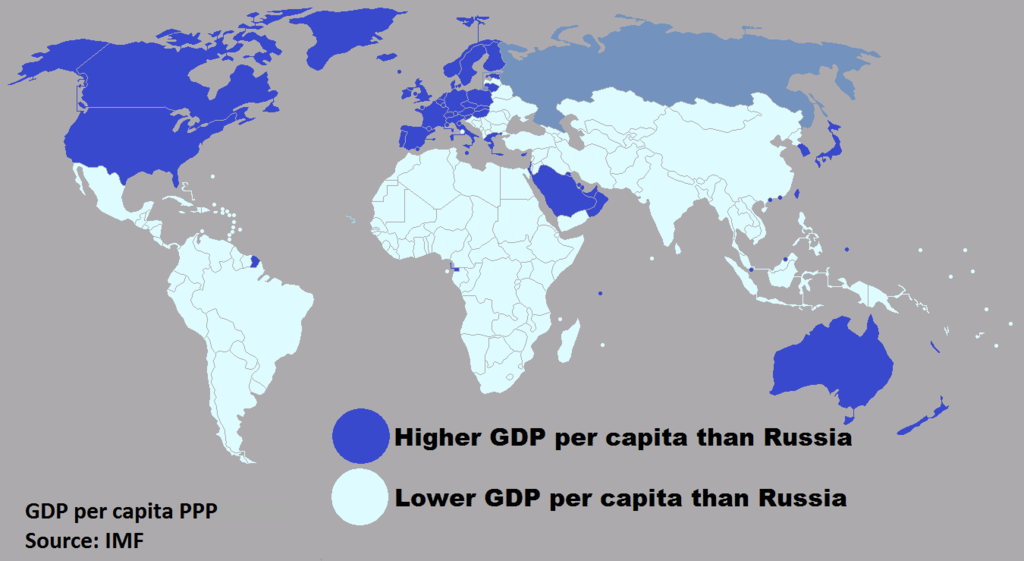 Higher GDP per capita than Russia
Lower GDP per capita than Russia
GDP per capita PPP
Source: IMF